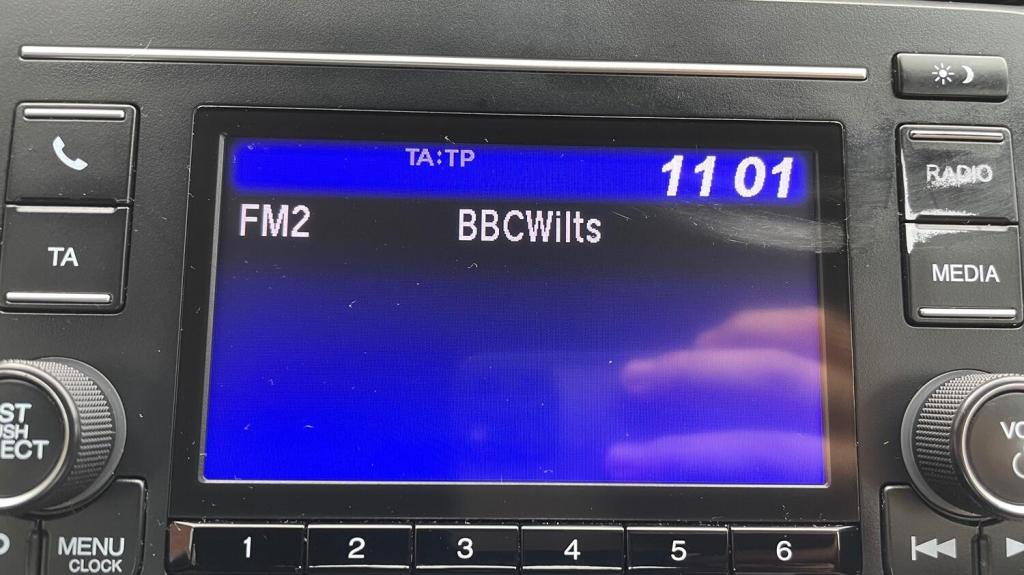 TA:TP
11 01
FM2
BBCWilts
TA
RADIO
MEDIA
MENU
CLOCK
1
2
3
4
5
6